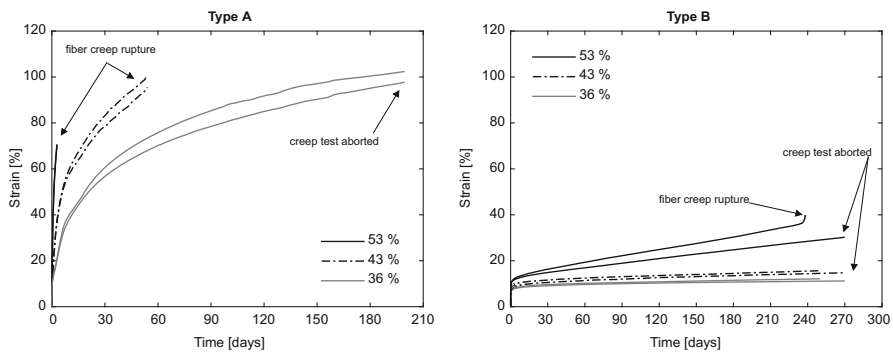 Type A
120
100
80
60
40
20
0
Strain [%]
fiber creep rupture
creep test aborted
53 %
43 %
36 %
0 30 60 90 120 150 180 210
Time [days]
Type B
120
100
80
60
40
20
0
Strain [%]
53 %
43 %
36 %
creep test aborted
fiber creep rupture
0 30 60 90 120 150 180 210 240 270 300
Time [days]